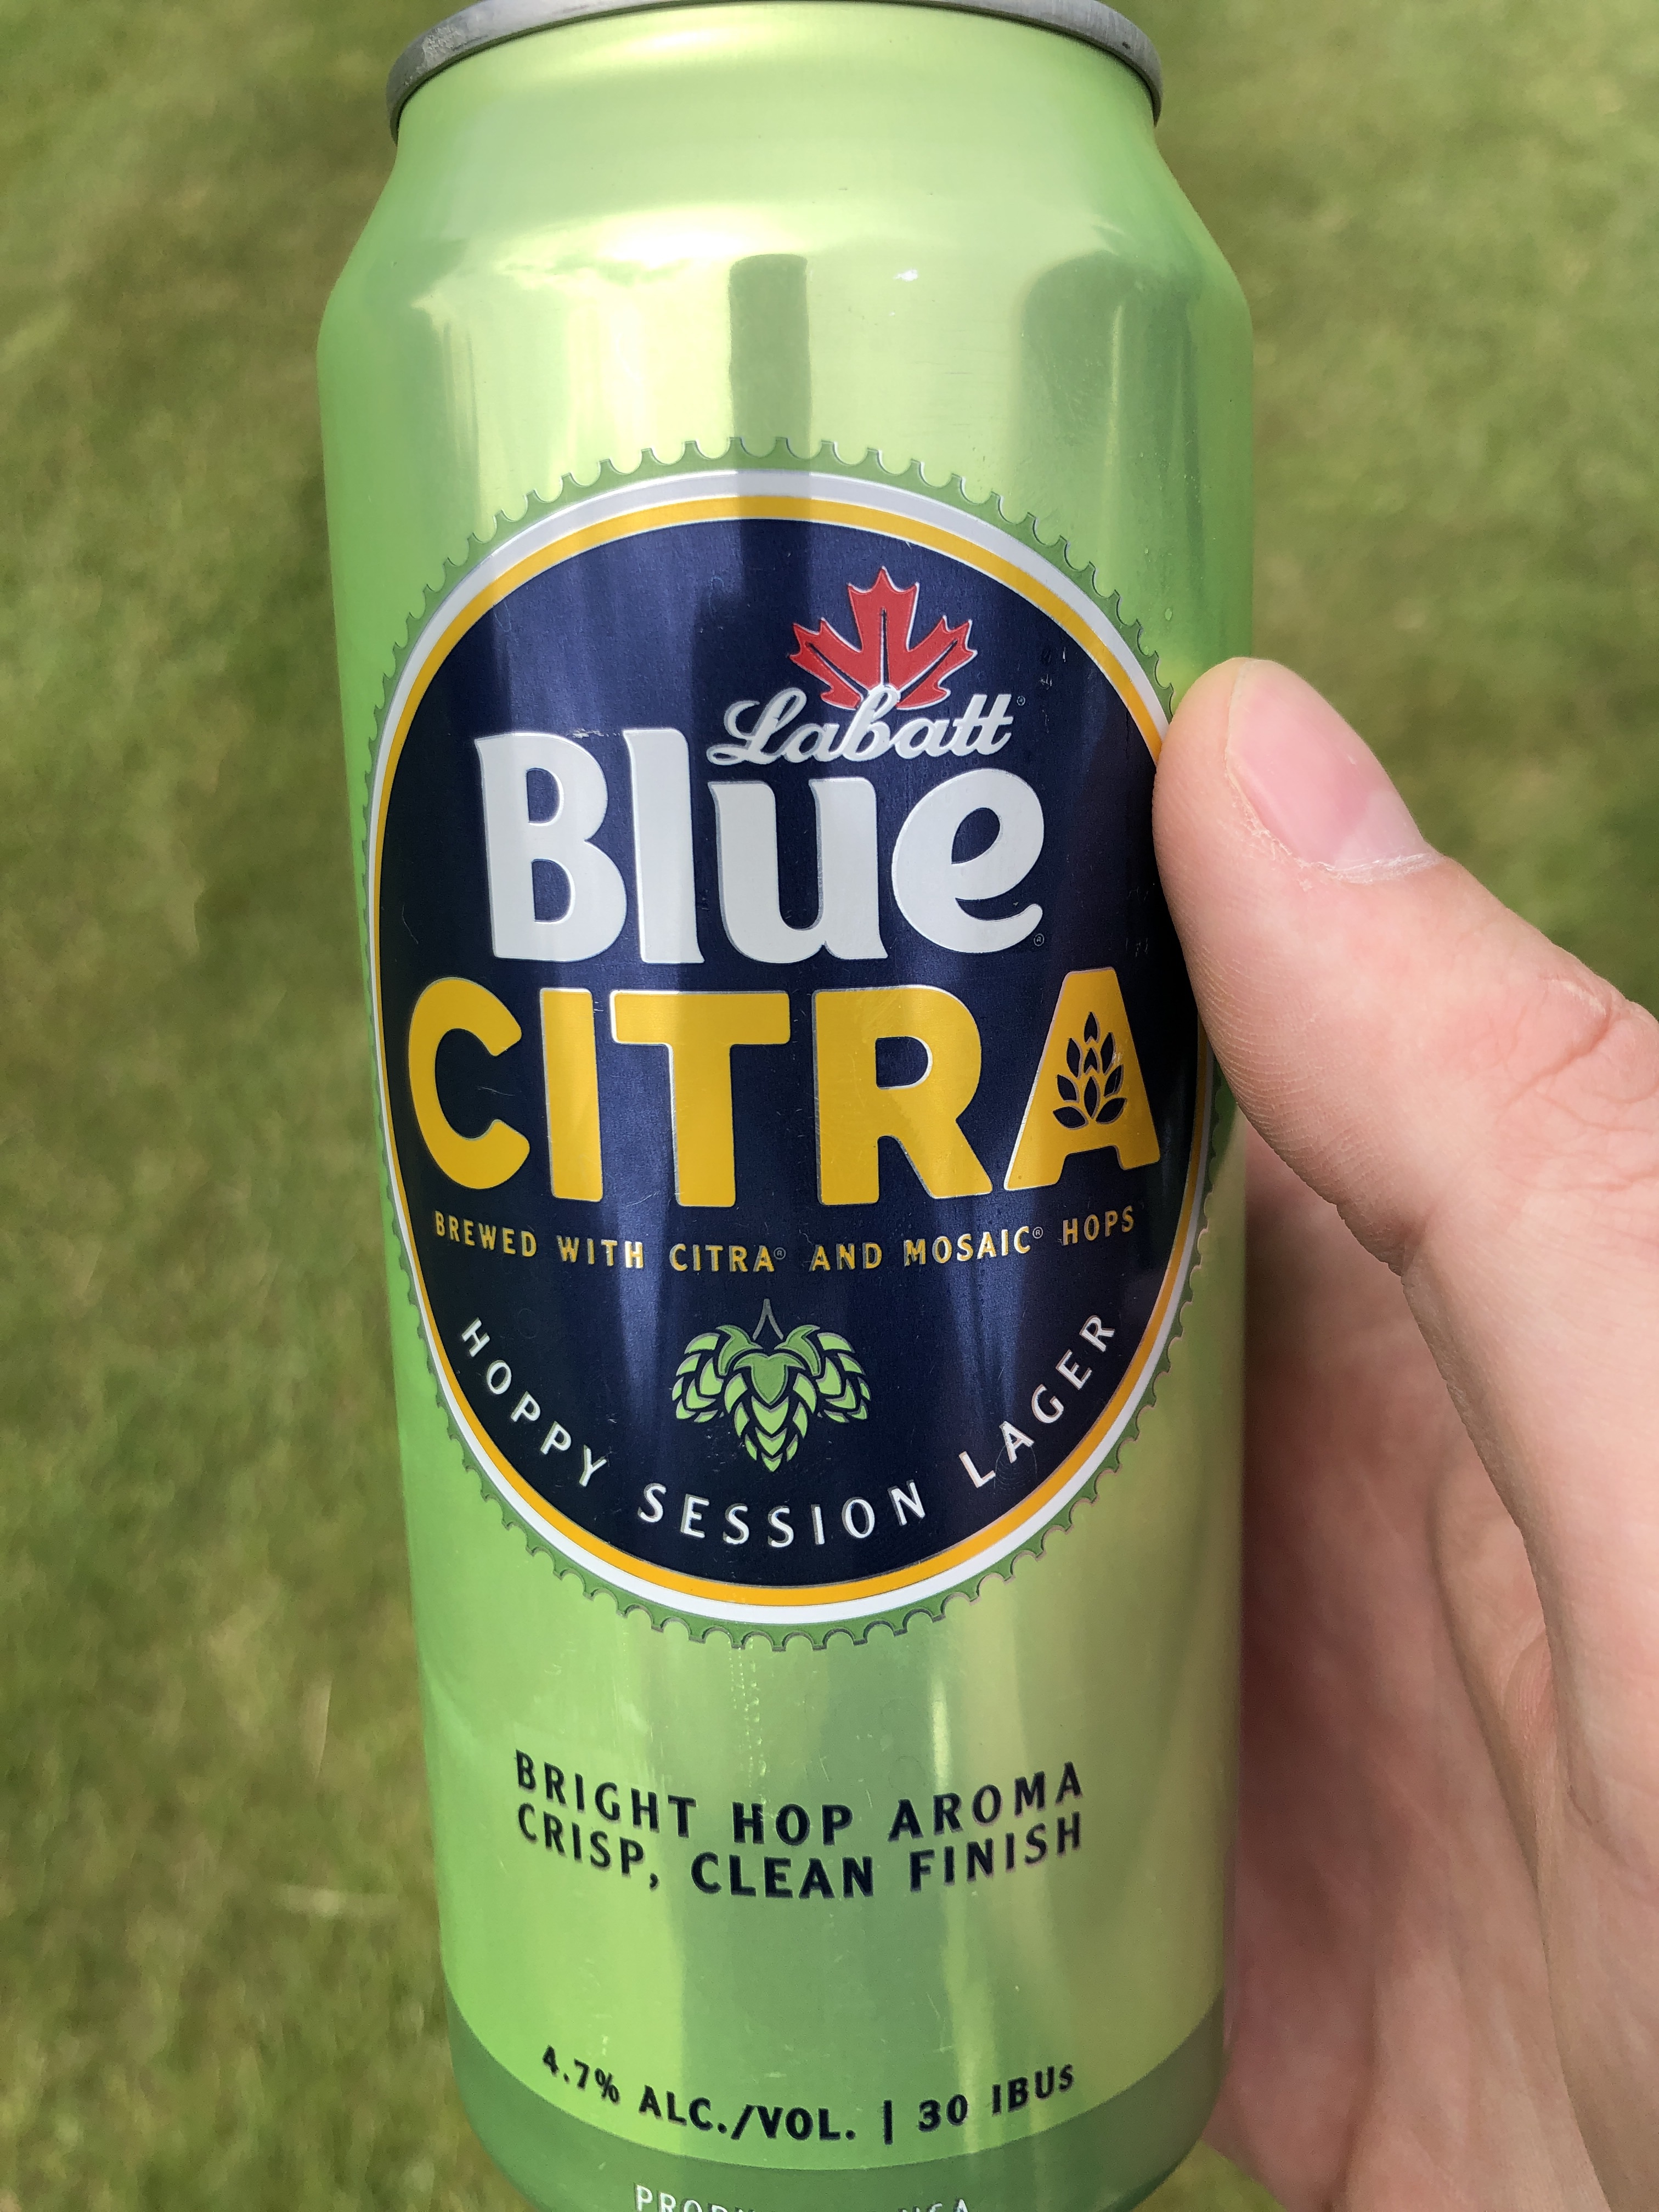 Labatt
Blue
CITRA
BREWED WITH CITRA® AND MOSAIC® HOPS
HOPPY SESSION LAGER
BRIGHT HOP AROMA
CRISP, CLEAN FINISH
4.7% ALC./VOL. | 30 IBUs